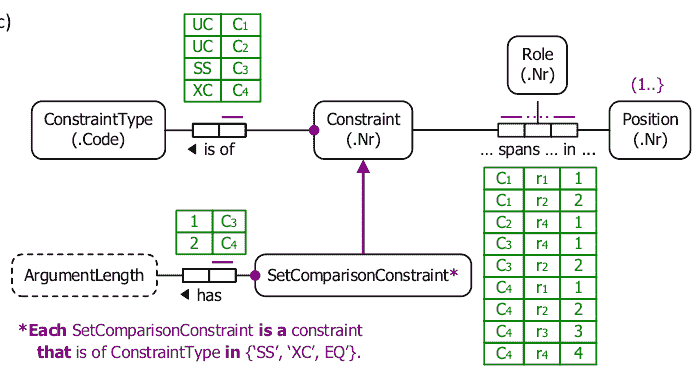 c)
UC C1
UC C2
SS C3
XC C4
Role
(.Nr)
{1..}
ConstraintType
(.Code)
◄ is of
Constraint
(.Nr)
... spans ... in ...
Position
(.Nr)
C1 r1 1
C1 r2 2
C2 r4 1
C3 r4 1
C3 r2 2
C4 r1 1
C4 r2 2
C4 r3 3
C4 r4 4
1 C3
2 C4
ArgumentLength
◄ has
SetComparisonConstraint*
*Each SetComparisonConstraint is a constraint
that is of ConstraintType in {‘SS’, ‘XC’, EQ’}.